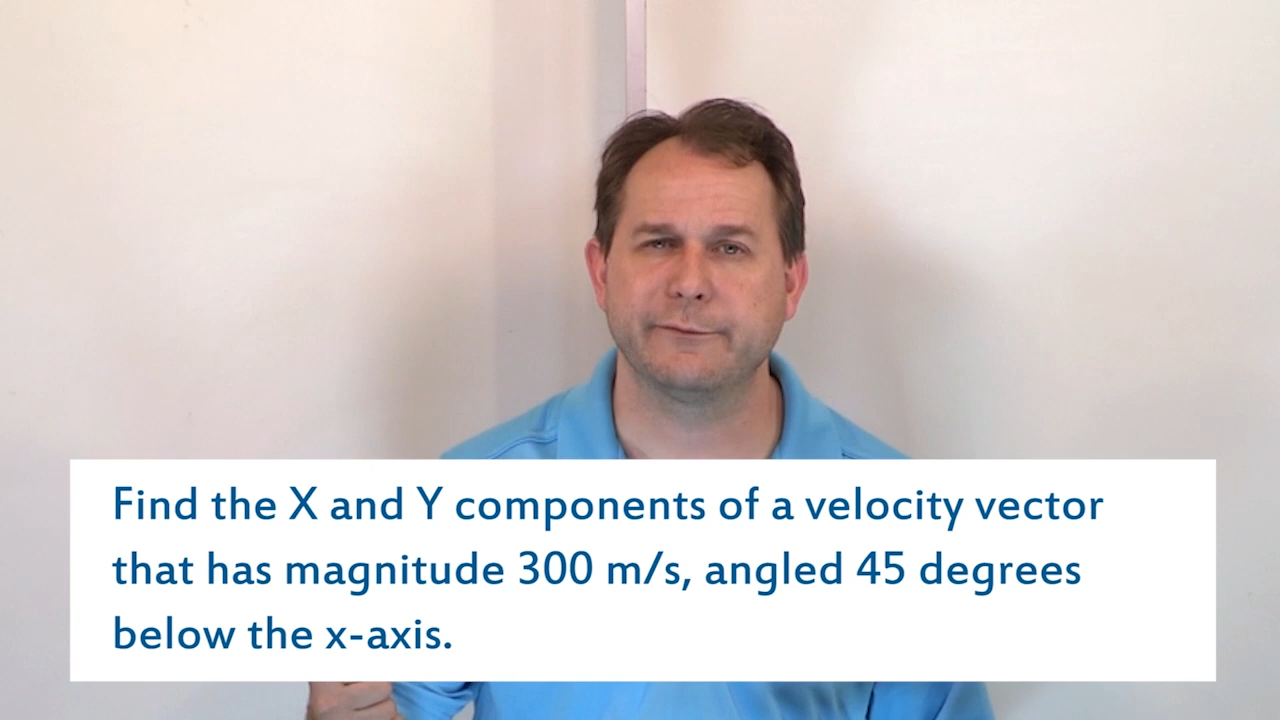 Find the X and Y components of a velocity vector
that has magnitude 300 m/s, angled 45 degrees
below the x-axis.